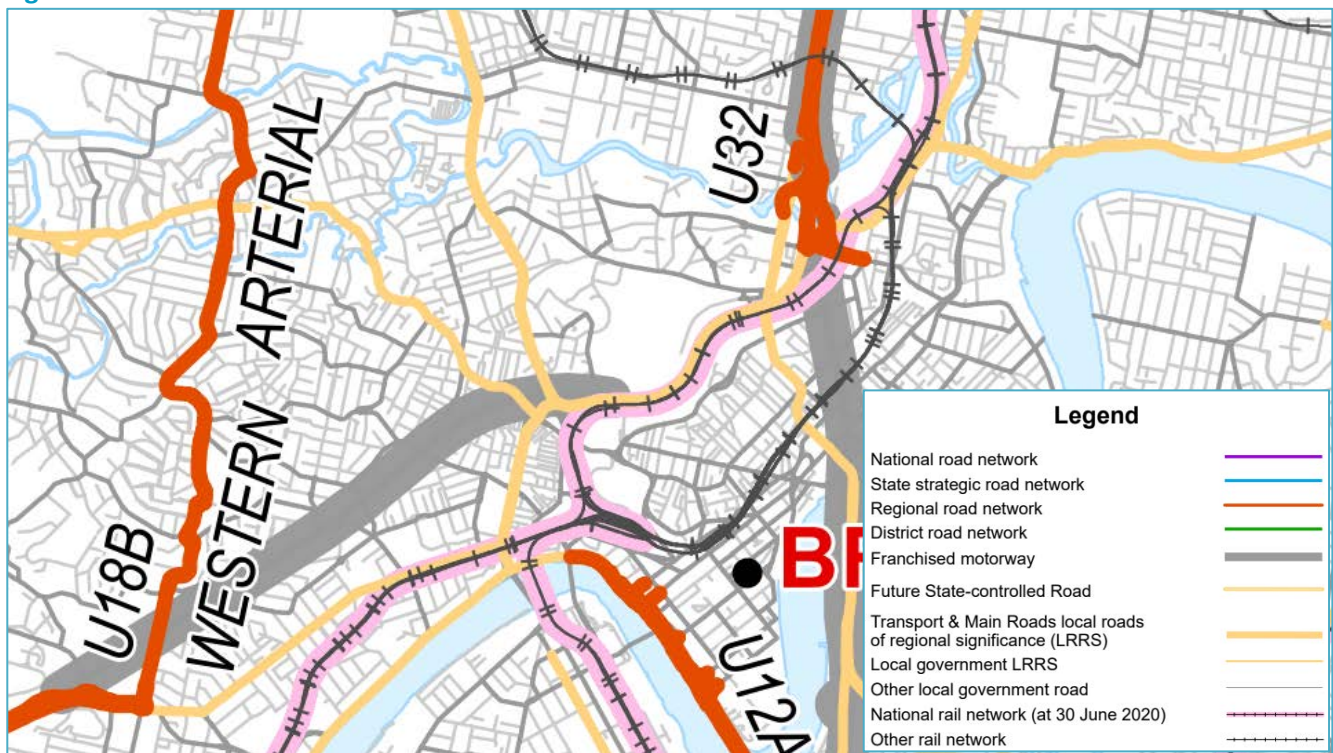 U32
WESTERN ARTERIAL
U18B
U12A
Legend
National road network
State strategic road network
Regional road network
District road network
Franchised motorway
Future State-controlled Road
Transport & Main Roads local roads
of regional significance (LRRS)
Local government LRRS
Other local government road
National rail network (at 30 June 2020)
Other rail network